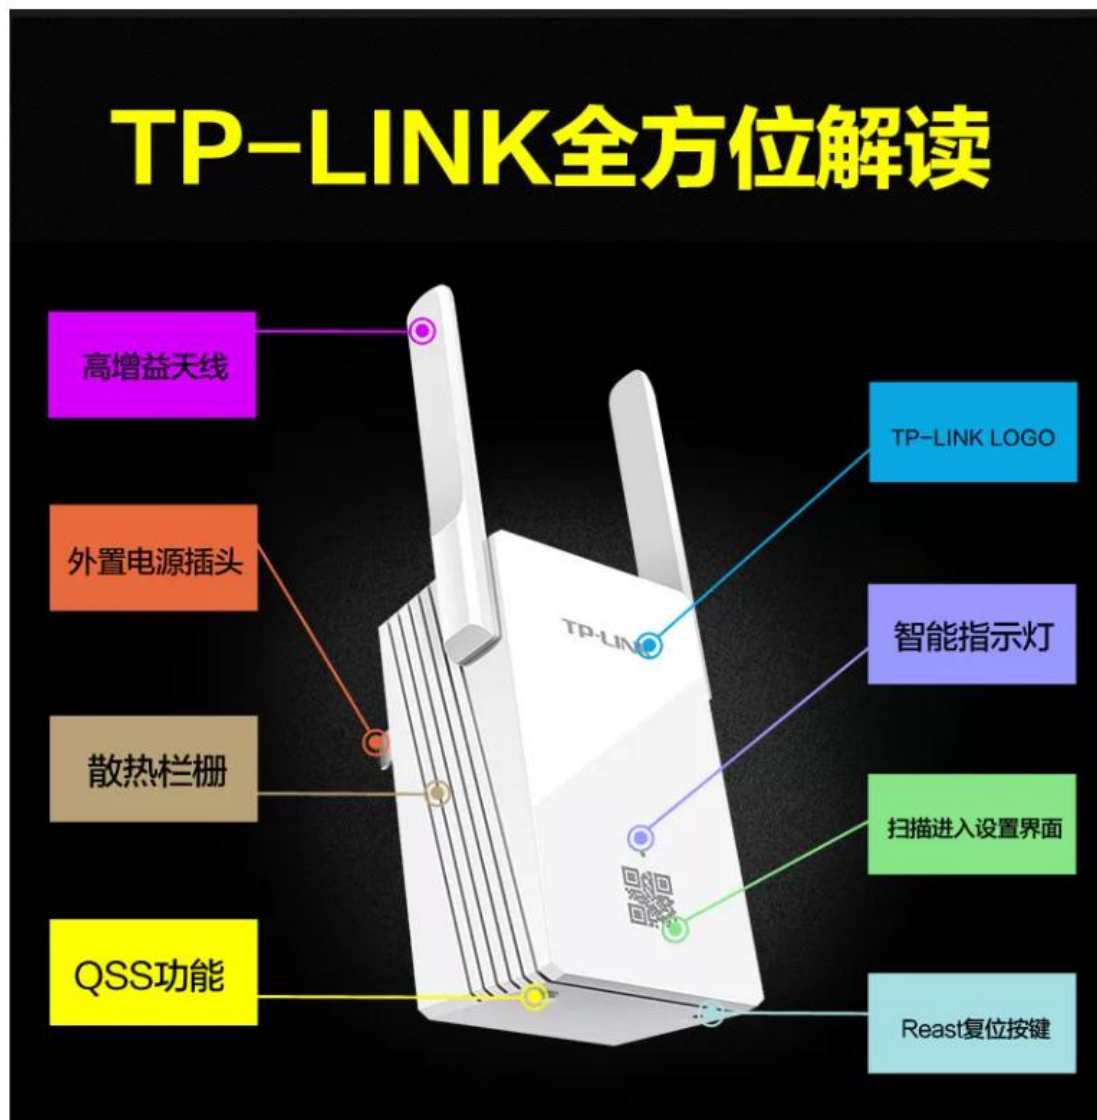 TP-LINK全方位解读
高增益天线
TP-LINK LOGO
外置电源插头
TP-LINK
智能指示灯
散热栏栅
扫描进入设置界面
QSS功能
Reast复位按键